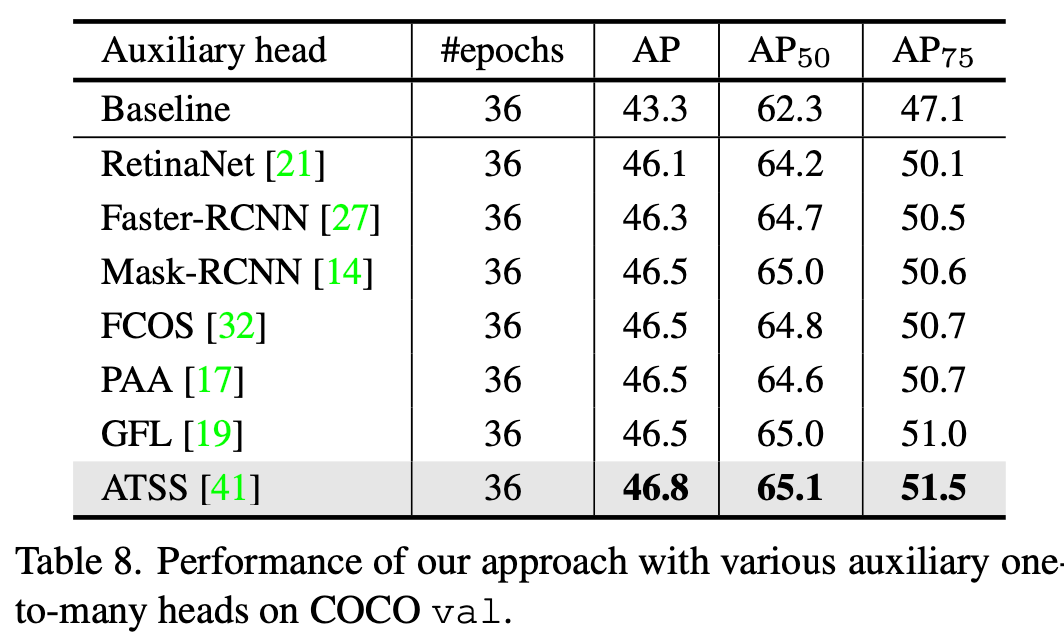 Auxiliary head #epochs AP AP50 AP75
Baseline 36 43.3 62.3 47.1
RetinaNet [21] 36 46.1 64.2 50.1
Faster-RCNN [27] 36 46.3 64.7 50.5
Mask-RCNN [14] 36 46.5 65.0 50.6
FCOS [32] 36 46.5 64.8 50.7
PAA [17] 36 46.5 64.6 50.7
GFL [19] 36 46.5 65.0 51.0
ATSS [41] 36 46.8 65.1 51.5
Table 8. Performance of our approach with various auxiliary one-
to-many heads on COCO val.